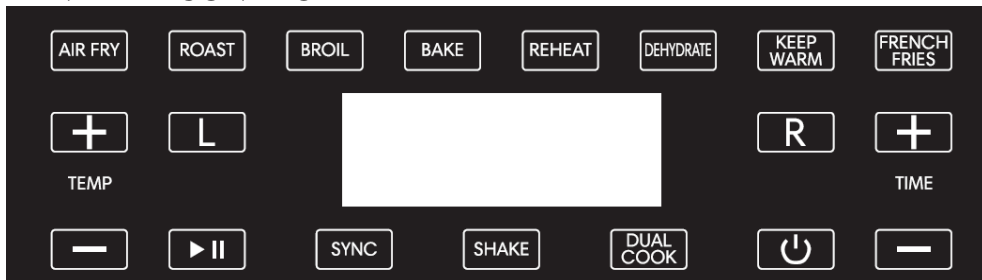 AIR FRY ROAST BROIL BAKE REHEAT DEHYDRATE KEEP WARM FRENCH FRIES
+ L R +
TEMP TIME
− ▶II SYNC SHAKE DUAL COOK −